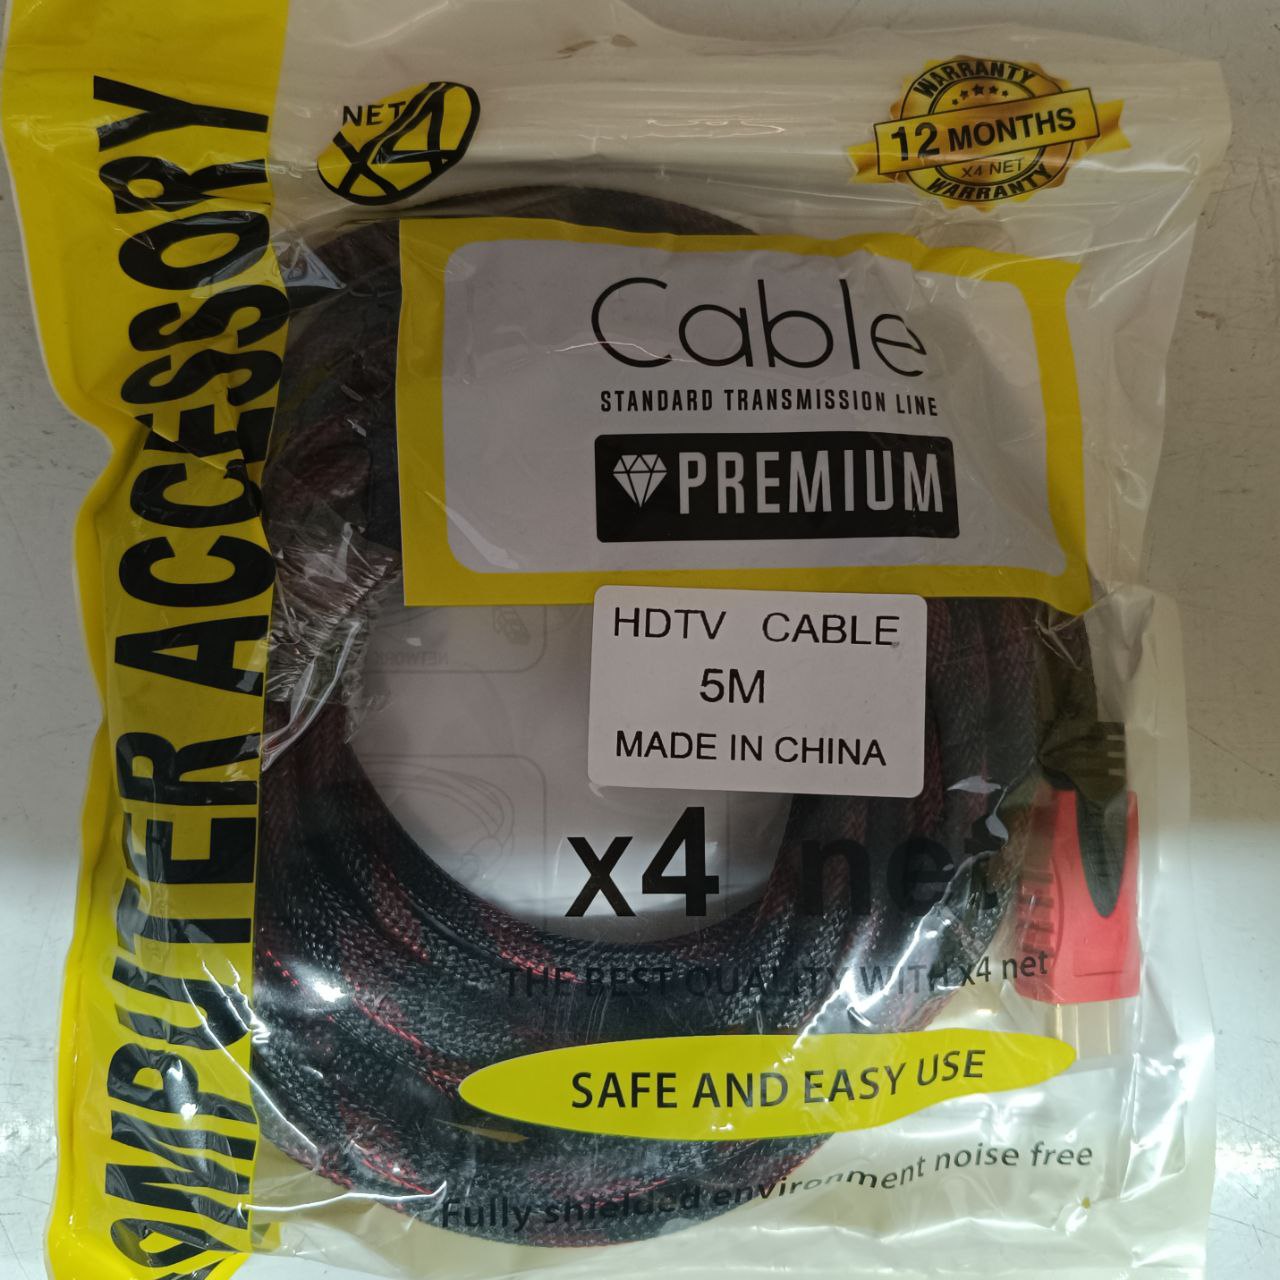 NET
x4
WARRANTY
12 MONTHS
X4 NET
WARRANTY
COMPUTER ACCESSORY
Cable
STANDARD TRANSMISSION LINE
PREMIUM
HDTV CABLE
5M
MADE IN CHINA
x4 net
THE BEST QUALITY WITH x4 net
SAFE AND EASY USE
Fully shielded environment noise free